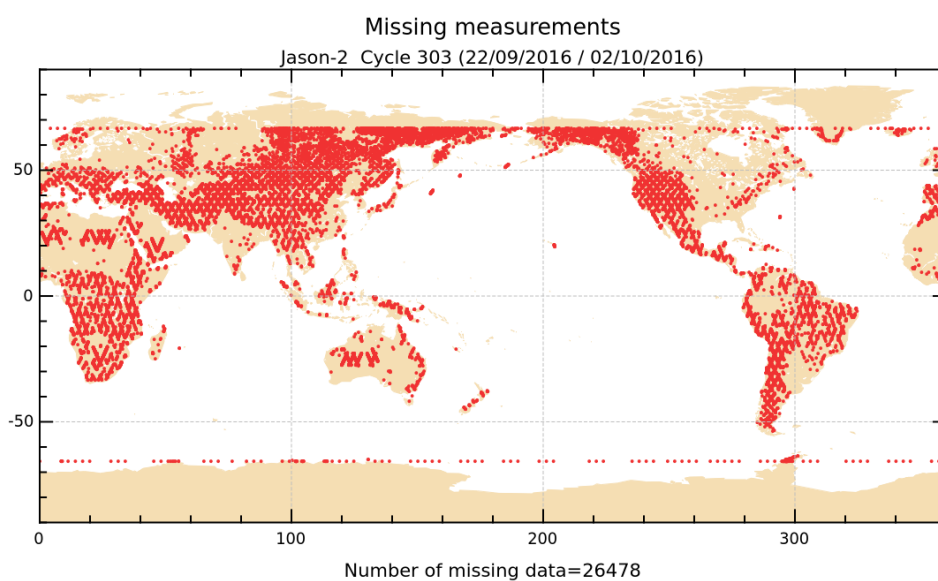 Missing measurements
Jason-2 Cycle 303 (22/09/2016 / 02/10/2016)
50
0
-50
0 100 200 300
Number of missing data=26478